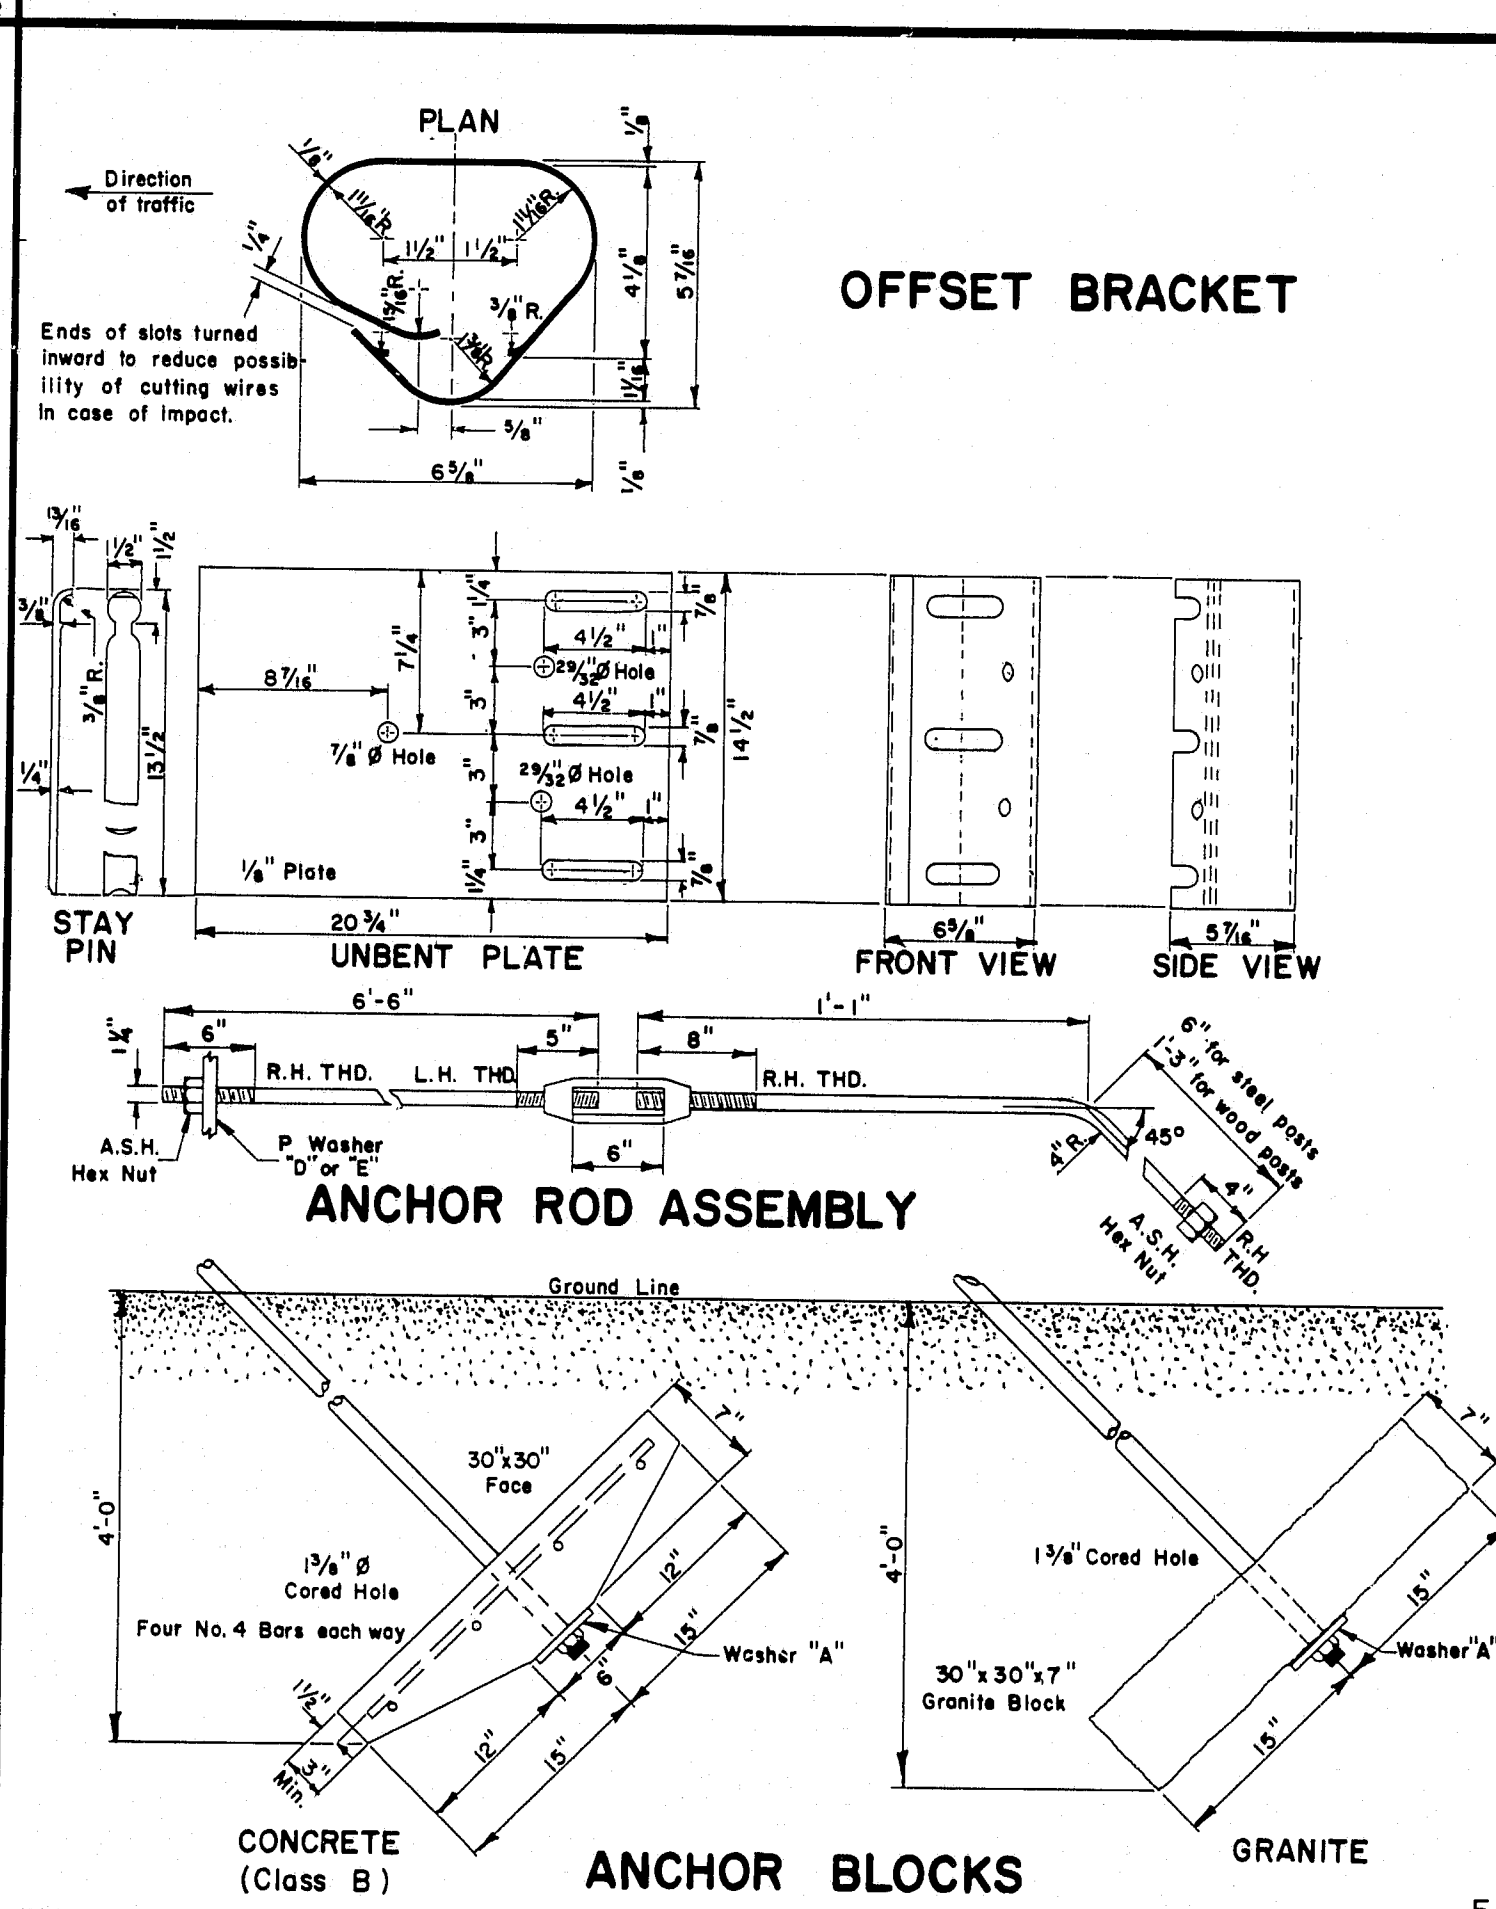 PLAN
1/8"
1/8"
Direction
of traffic
1 11/16"R.
1 11/16"R.
1/4"
1 1/2"
1 1/2"
4 1/8"
5 7/16"
OFFSET BRACKET
15/16"R.
3/8"R.
1 3/8"R.
Ends of slots turned
inward to reduce possib-
ility of cutting wires
in case of impact.
1 1/16"
5/8"
6 5/8"
1/8"
13/16"
1 1/2"
1 1/2"
3/8"
3/8"R.
13 1/2"
1/4"
STAY
PIN
1 1/4"
3"
7 1/4"
7/8"
4 1/2"
1"
29/32"Ø Hole
8 7/16"
3"
4 1/2"
1"
7/8"
14 1/2"
7/8" Ø Hole
3"
29/32"Ø Hole
4 1/2"
1"
3"
1 1/4"
7/8"
1/8" Plate
20 3/4"
UNBENT PLATE
6 5/8"
FRONT VIEW
5 7/16"
SIDE VIEW
6'-6"
1'-1"
1 1/4"
6"
5"
8"
R.H. THD.
L.H. THD.
R.H. THD.
6" for steel posts
1'-3" for wood posts
A.S.H.
Hex Nut
P Washer
"D" or "E"
6"
4"R.
45°
4"
A.S.H.
Hex Nut
R.H
THD.
ANCHOR ROD ASSEMBLY
Ground Line
7"
7"
30"x30"
Face
4'-0"
4'-0"
1 3/8" Ø
Cored Hole
Four No. 4 Bars each way
12"
15"
1 3/8" Cored Hole
15"
Washer "A"
Washer "A"
6"
1 1/2"
12"
15"
30"x 30"x 7"
Granite Block
15"
3"
Min.
CONCRETE
(Class B)
ANCHOR BLOCKS
GRANITE